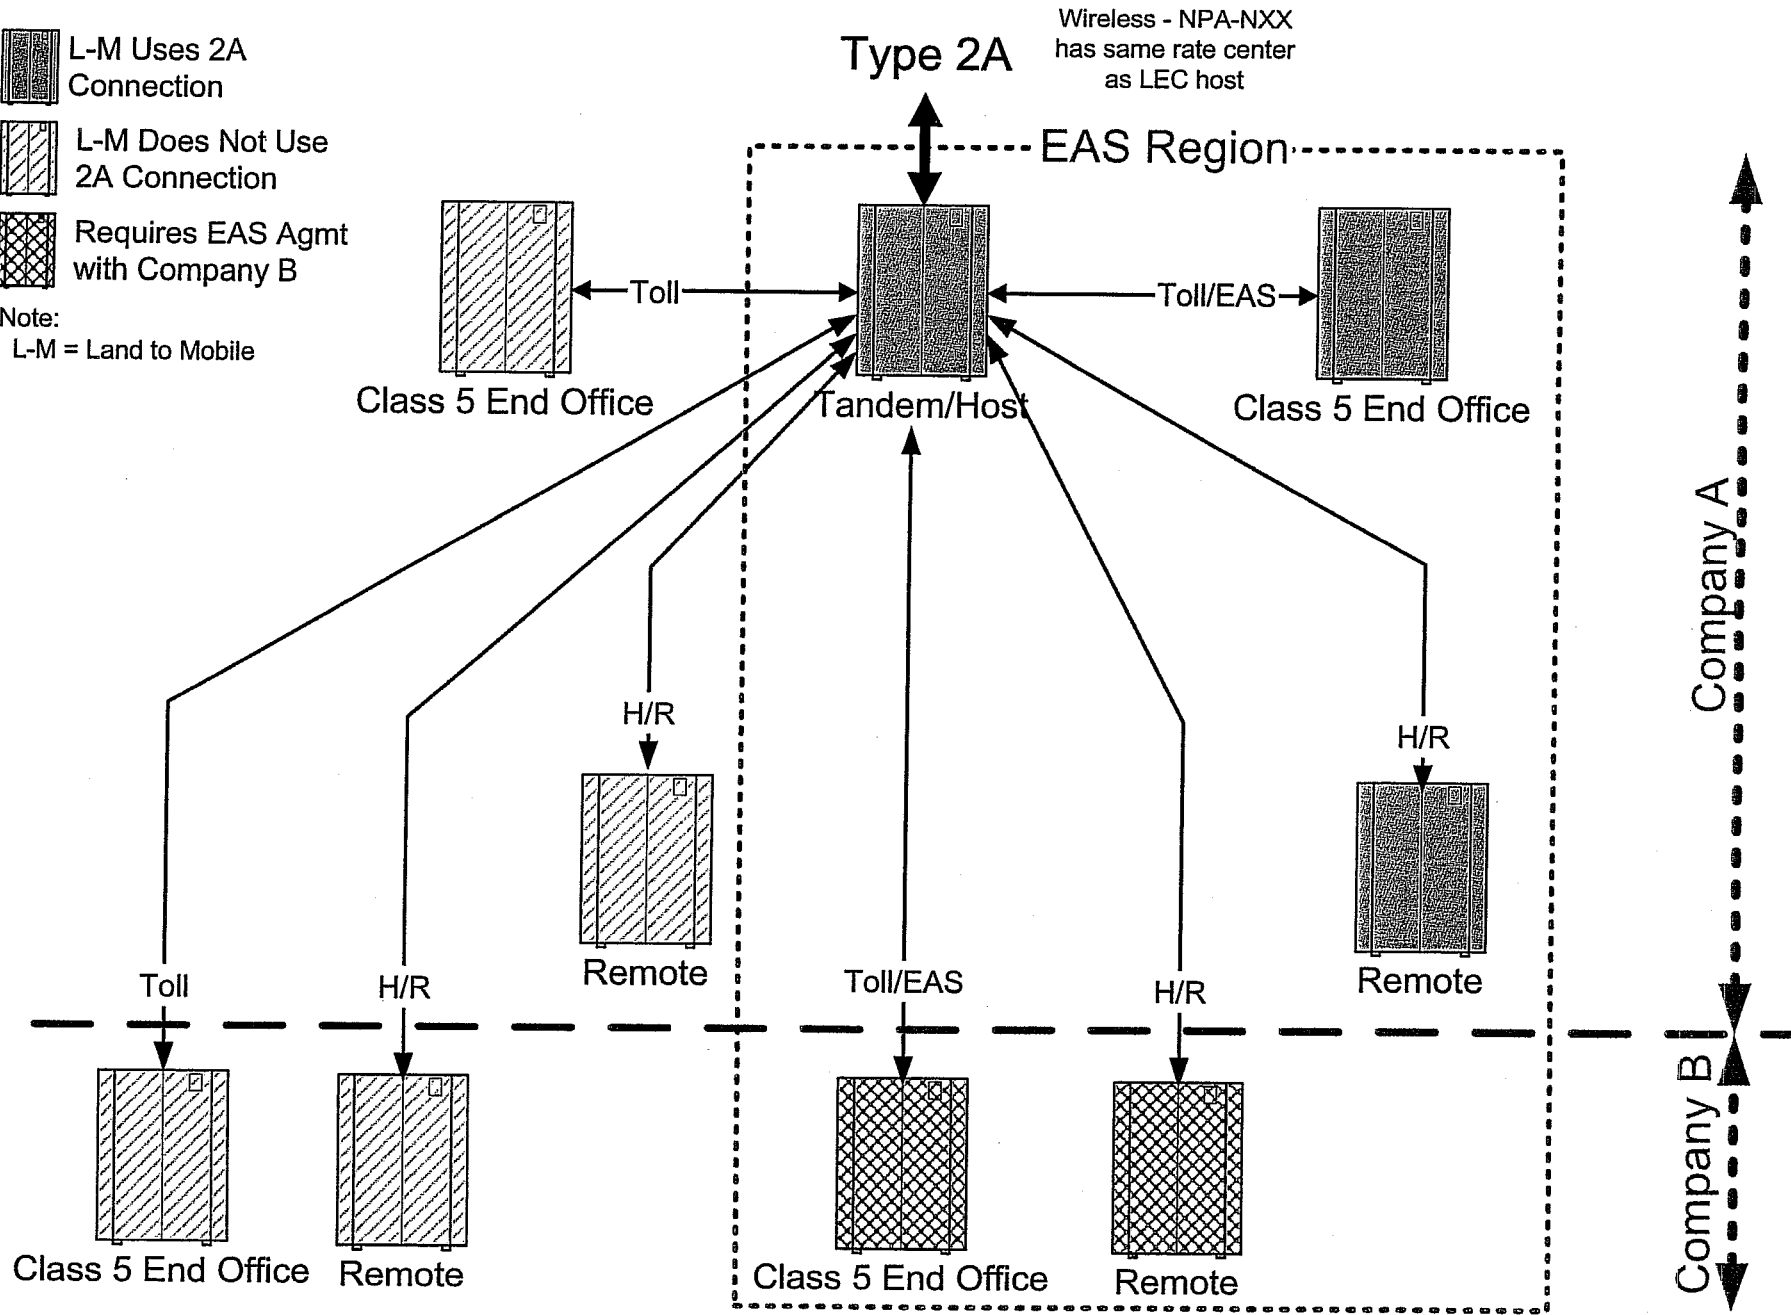 L-M Uses 2A
Connection
L-M Does Not Use
2A Connection
Requires EAS Agmt
with Company B
Note:
L-M = Land to Mobile
Type 2A
Wireless - NPA-NXX
has same rate center
as LEC host
EAS Region
Toll
Toll/EAS
Class 5 End Office
Tandem/Host
Class 5 End Office
Company A
H/R
H/R
Remote
Remote
Toll
H/R
Toll/EAS
H/R
Company B
Class 5 End Office
Remote
Class 5 End Office
Remote